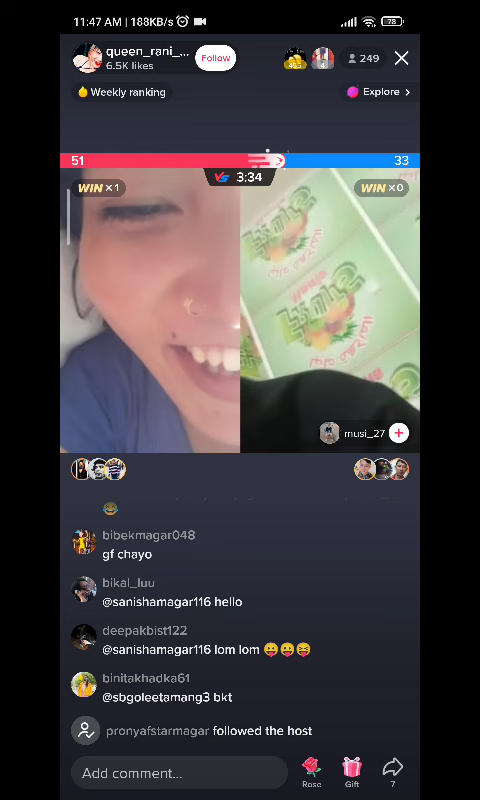 11:47 AM | 188KB/s
78
queen_rani_...
6.5K likes
Follow
249
Weekly ranking
Explore >
51
33
VS 3:34
WIN ×1
WIN ×0
musi_27
bibekmagar048
gf chayo
bikal_luu
@sanishamagar116 hello
deepakbist122
@sanishamagar116 lom lom 😛😛😝
binitakhadka61
@sbgoleetamang3 bkt
pronyafstarmagar followed the host
Add comment...
Rose
Gift
7